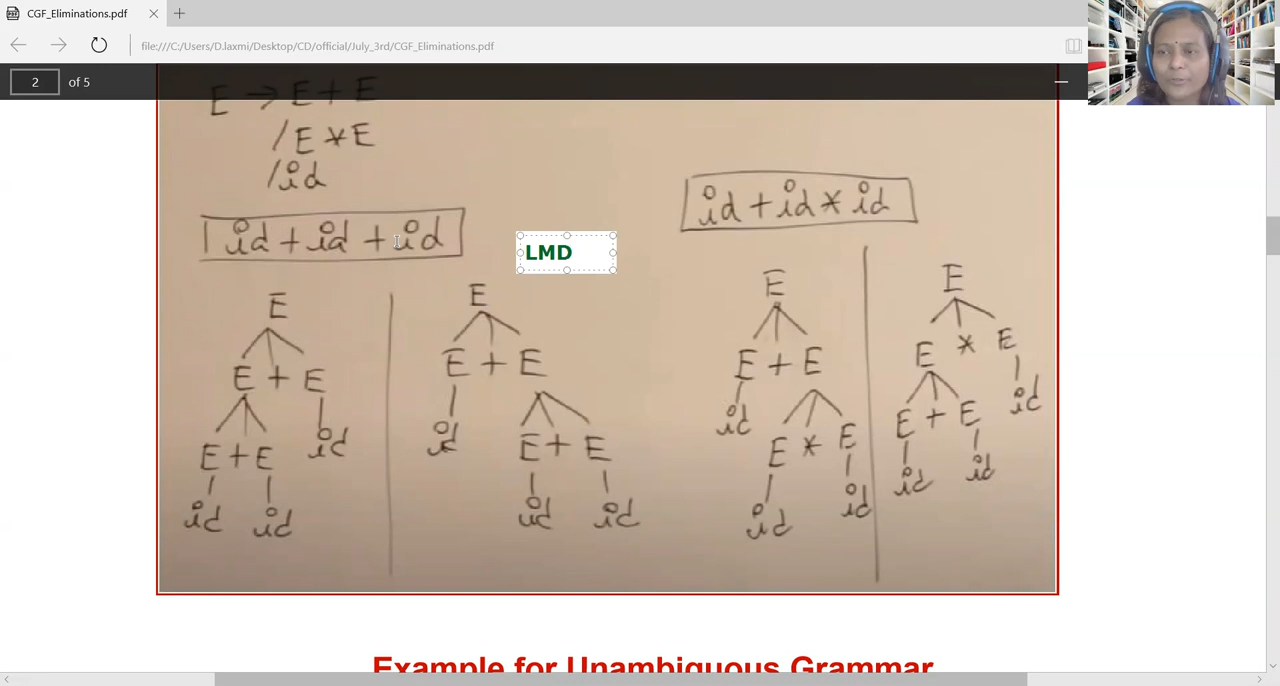 CGF_Eliminations.pdf
file:///C:/Users/D.laxmi/Desktop/CD/official/July_3rd/CGF_Eliminations.pdf
2 of 5
E → E + E
/ E * E
/ id
id + id + id
LMD
id + id * id
E
E + E
E + E id
id id
E
E + E
id E + E
id id
E
E + E
id E * E
id id
E
E * E
E + E id
id id
Example for Unambiguous Grammar